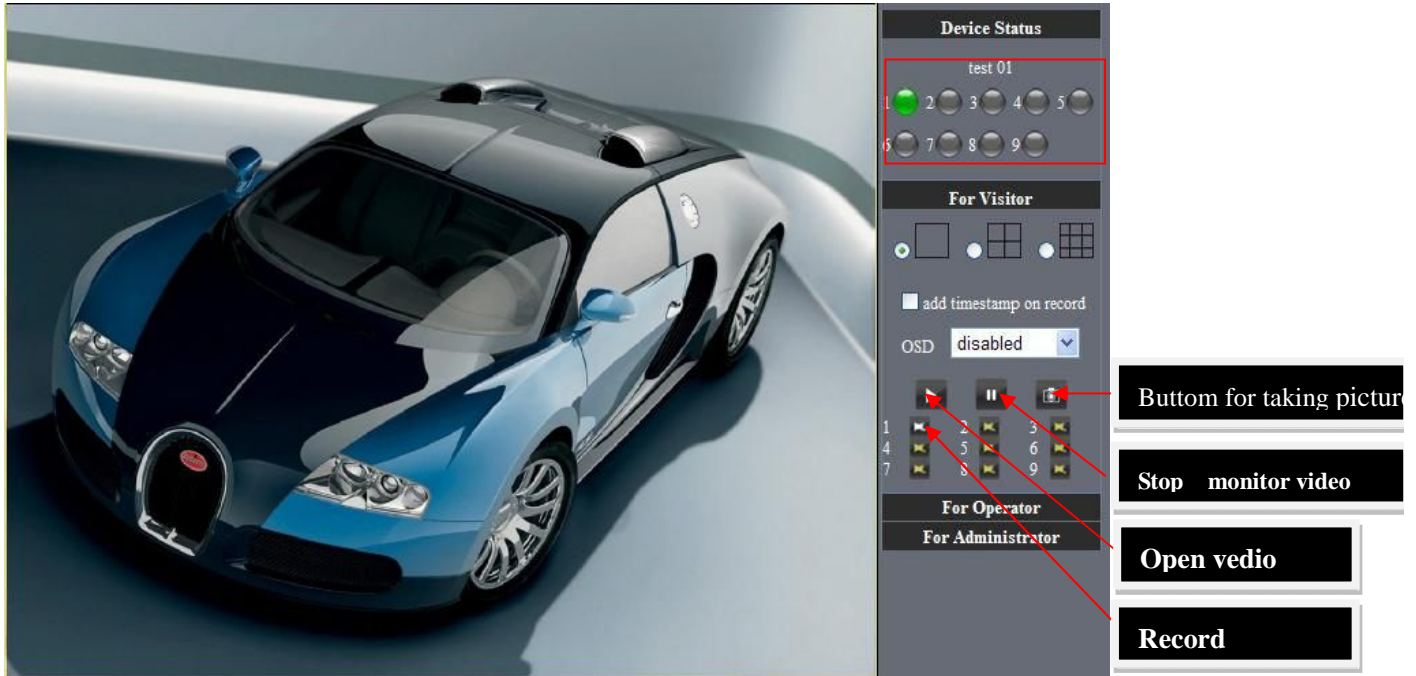 Device Status
test 01
1 2 3 4 5
6 7 8 9
For Visitor
add timestamp on record
OSD disabled
1 2 3
4 5 6
7 8 9
For Operator
For Administrator
Buttom for taking picture
Stop monitor video
Open vedio
Record